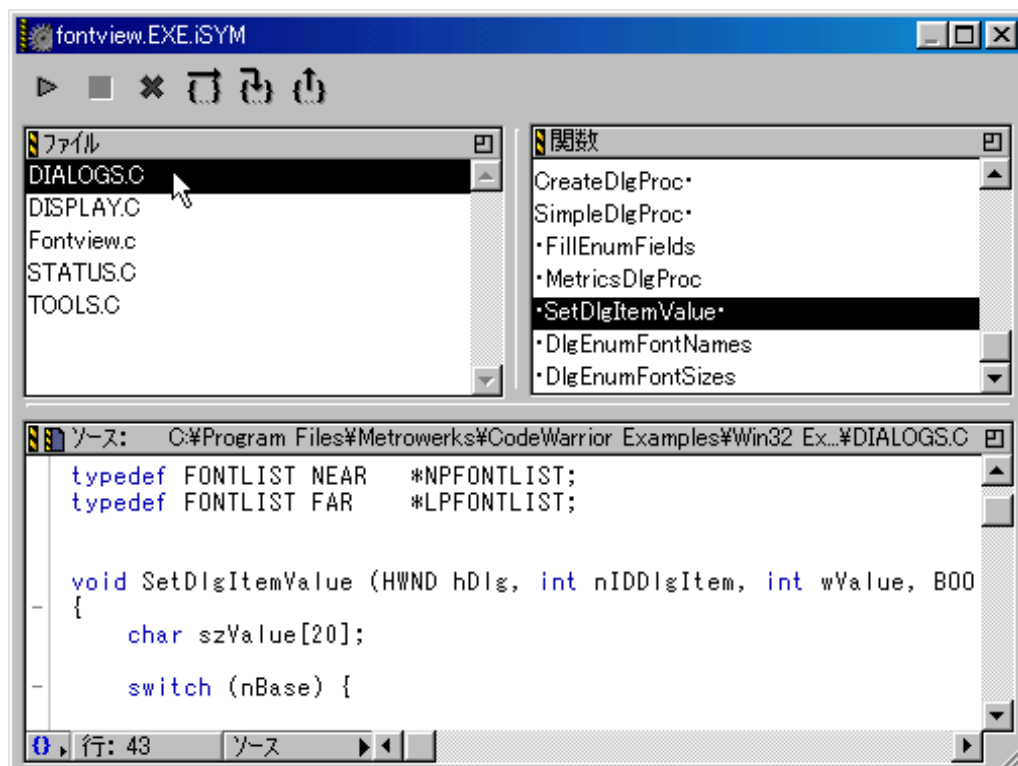 fontview.EXE.iSYM
ファイル
DIALOGS.C
DISPLAY.C
Fontview.c
STATUS.C
TOOLS.C
関数
CreateDlgProc•
SimpleDlgProc•
•FillEnumFields
•MetricsDlgProc
•SetDlgItemValue•
•DlgEnumFontNames
•DlgEnumFontSizes
ソース: C:¥Program Files¥Metrowerks¥CodeWarrior Examples¥Win32 Ex...¥DIALOGS.C
typedef FONTLIST NEAR *NPFONTLIST;
typedef FONTLIST FAR *LPFONTLIST;
void SetDlgItemValue (HWND hDlg, int nIDDlgItem, int wValue, BOO
{
char szValue[20];
switch (nBase) {
行: 43 ソース